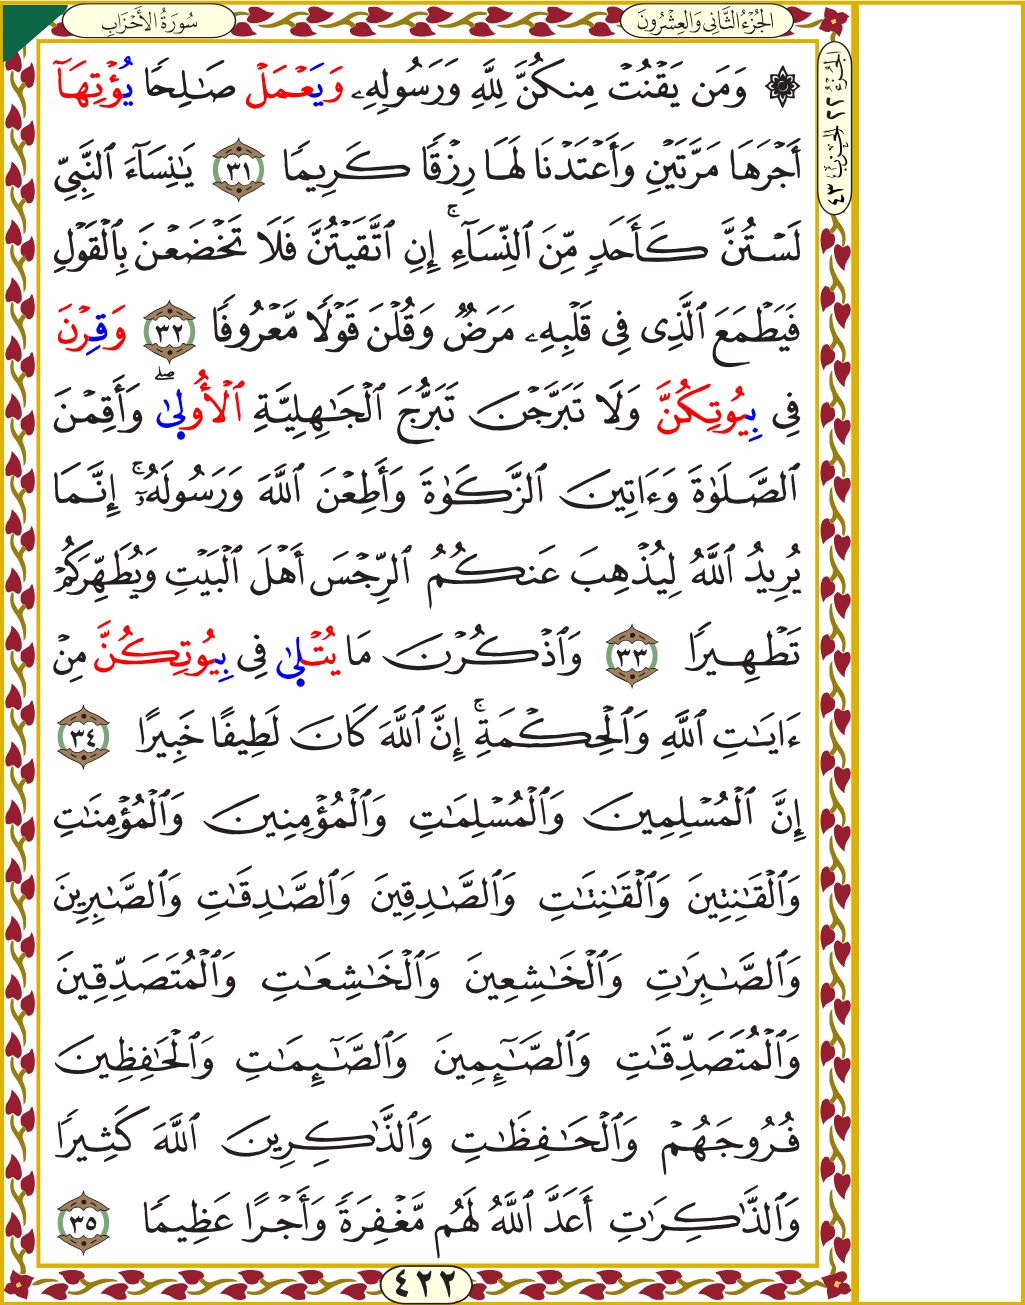 سُورَةُ الأَحْزَابِ
الجُزْءُ الثَّانِي وَالعِشْرُونَ
الجزء ٢٢ الحزب ٤٣
۞ وَمَن يَقْنُتْ مِنكُنَّ لِلَّهِ وَرَسُولِهِۦ وَيَعْمَلْ صَٰلِحًا يُؤْتِهَآ
أَجْرَهَا مَرَّتَيْنِ وَأَعْتَدْنَا لَهَا رِزْقًا كَرِيمًا ٣١ يَٰنِسَآءَ ٱلنَّبِىِّ
لَسْتُنَّ كَأَحَدٍ مِّنَ ٱلنِّسَآءِۚ إِنِ ٱتَّقَيْتُنَّ فَلَا تَخْضَعْنَ بِٱلْقَوْلِ
فَيَطْمَعَ ٱلَّذِى فِى قَلْبِهِۦ مَرَضٌ وَقُلْنَ قَوْلًا مَّعْرُوفًا ٣٢ وَقِرْنَ
فِى بِيُوتِكُنَّ وَلَا تَبَرَّجْنَ تَبَرُّجَ ٱلْجَٰهِلِيَّةِ ٱلْأُولَىٰۖ وَأَقِمْنَ
ٱلصَّلَوٰةَ وَءَاتِينَ ٱلزَّكَوٰةَ وَأَطِعْنَ ٱللَّهَ وَرَسُولَهُۥٓۚ إِنَّمَا
يُرِيدُ ٱللَّهُ لِيُذْهِبَ عَنكُمُ ٱلرِّجْسَ أَهْلَ ٱلْبَيْتِ وَيُطَهِّرَكُمْ
تَطْهِيرًا ٣٣ وَٱذْكُرْنَ مَا يُتْلَىٰ فِى بِيُوتِكُنَّ مِنْ
ءَايَٰتِ ٱللَّهِ وَٱلْحِكْمَةِۚ إِنَّ ٱللَّهَ كَانَ لَطِيفًا خَبِيرًا ٣٤
إِنَّ ٱلْمُسْلِمِينَ وَٱلْمُسْلِمَٰتِ وَٱلْمُؤْمِنِينَ وَٱلْمُؤْمِنَٰتِ
وَٱلْقَٰنِتِينَ وَٱلْقَٰنِتَٰتِ وَٱلصَّٰدِقِينَ وَٱلصَّٰدِقَٰتِ وَٱلصَّٰبِرِينَ
وَٱلصَّٰبِرَٰتِ وَٱلْخَٰشِعِينَ وَٱلْخَٰشِعَٰتِ وَٱلْمُتَصَدِّقِينَ
وَٱلْمُتَصَدِّقَٰتِ وَٱلصَّٰٓئِمِينَ وَٱلصَّٰٓئِمَٰتِ وَٱلْحَٰفِظِينَ
فُرُوجَهُمْ وَٱلْحَٰفِظَٰتِ وَٱلذَّٰكِرِينَ ٱللَّهَ كَثِيرًا
وَٱلذَّٰكِرَٰتِ أَعَدَّ ٱللَّهُ لَهُم مَّغْفِرَةً وَأَجْرًا عَظِيمًا ٣٥
٤٢٢